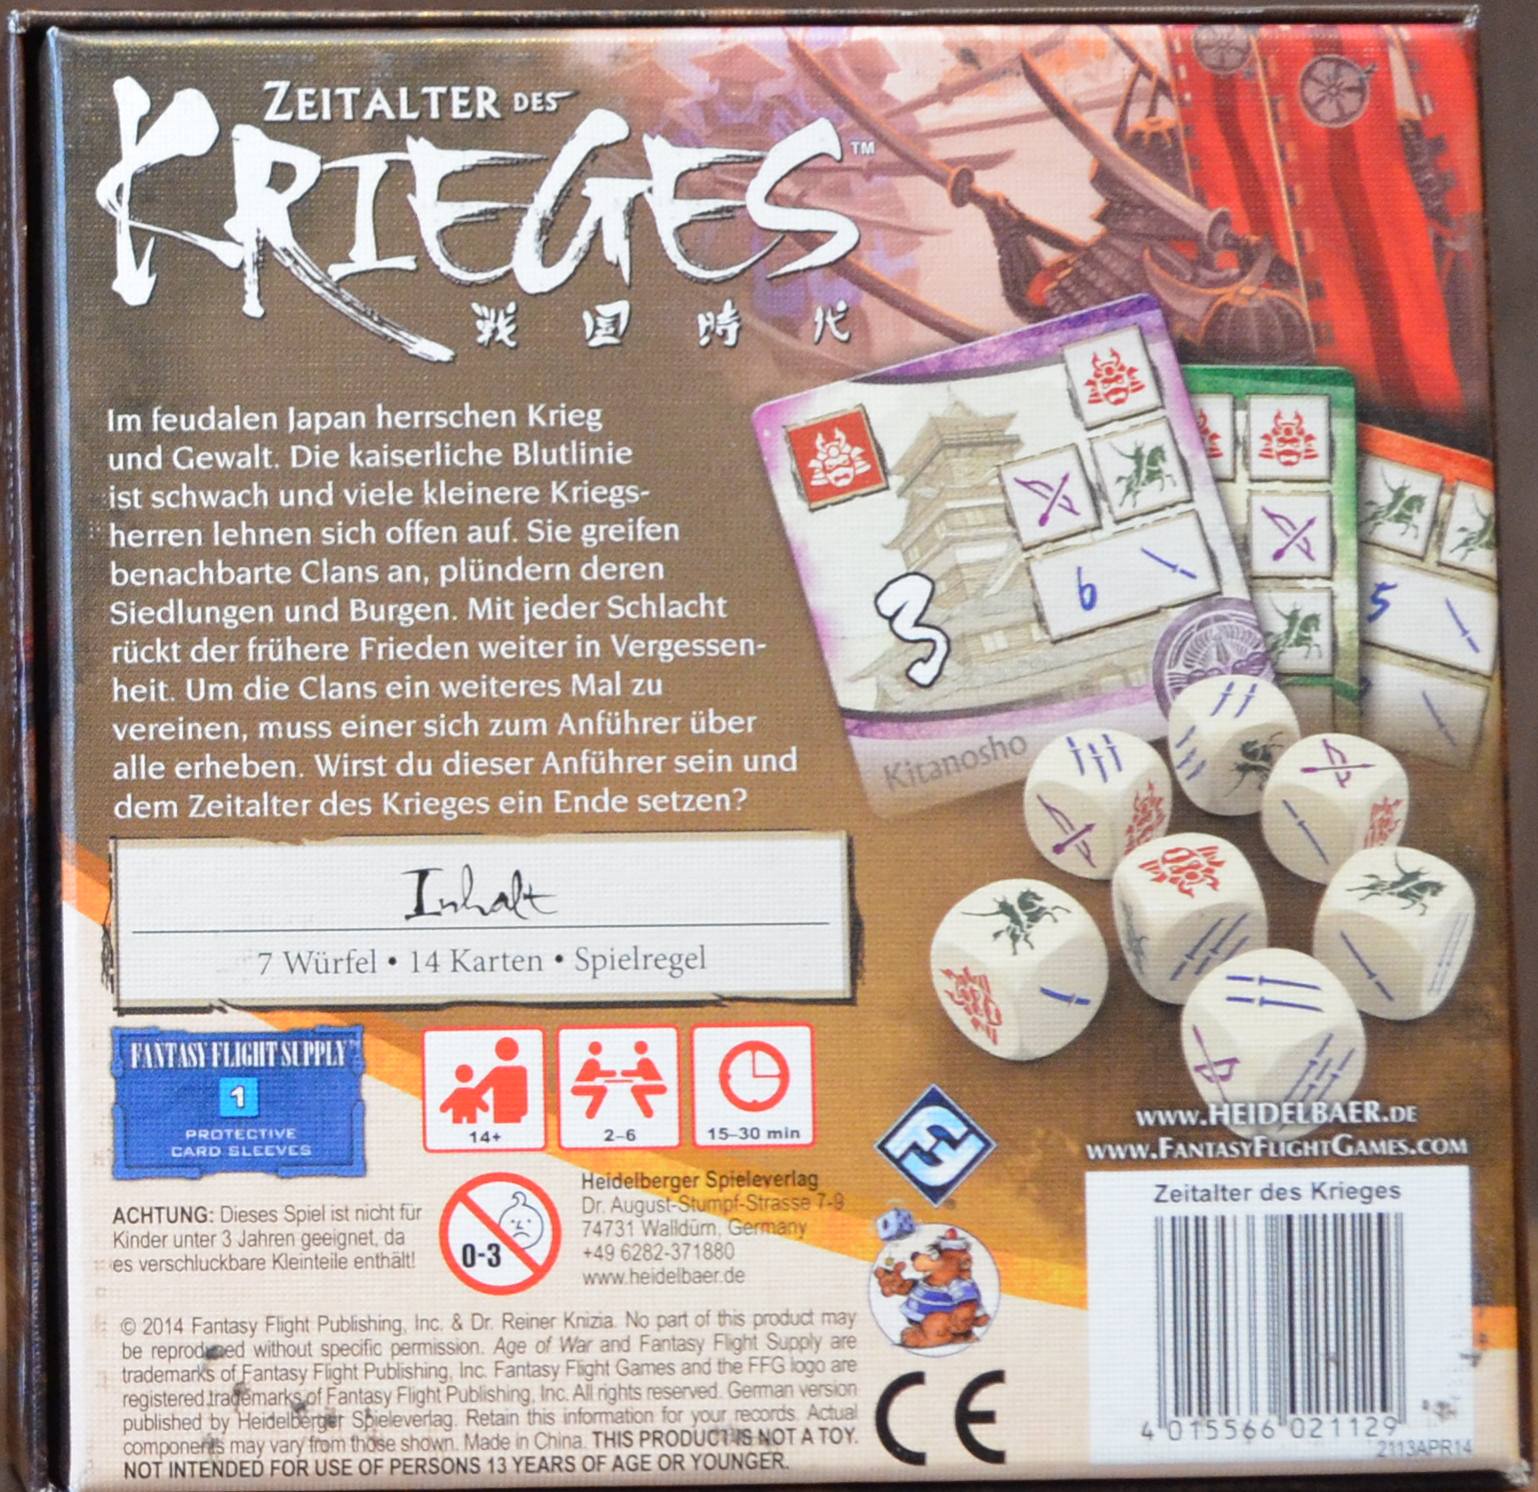 ZEITALTER DES
KRIEGES™
戦国時代
Im feudalen Japan herrschen Krieg
und Gewalt. Die kaiserliche Blutlinie
ist schwach und viele kleinere Kriegs-
herren lehnen sich offen auf. Sie greifen
benachbarte Clans an, plündern deren
Siedlungen und Burgen. Mit jeder Schlacht
rückt der frühere Frieden weiter in Vergessen-
heit. Um die Clans ein weiteres Mal zu
vereinen, muss einer sich zum Anführer über
alle erheben. Wirst du dieser Anführer sein und
dem Zeitalter des Krieges ein Ende setzen?
3
6
5
Kitanosho
Inhalt
7 Würfel • 14 Karten • Spielregel
FANTASY FLIGHT SUPPLY™
1
PROTECTIVE
CARD SLEEVES
14+
2–6
15–30 min
WWW.HEIDELBAER.DE
WWW.FANTASYFLIGHTGAMES.COM
ACHTUNG: Dieses Spiel ist nicht für
Kinder unter 3 Jahren geeignet, da
es verschluckbare Kleinteile enthält!
0-3
Heidelberger Spieleverlag
Dr. August-Stumpf-Strasse 7-9
74731 Walldürn, Germany
+49 6282-371880
www.heidelbaer.de
© 2014 Fantasy Flight Publishing, Inc. & Dr. Reiner Knizia. No part of this product may
be reproduced without specific permission. Age of War and Fantasy Flight Supply are
trademarks of Fantasy Flight Publishing, Inc. Fantasy Flight Games and the FFG logo are
registered trademarks of Fantasy Flight Publishing, Inc. All rights reserved. German version
published by Heidelberger Spieleverlag. Retain this information for your records. Actual
components may vary from those shown. Made in China. THIS PRODUCT IS NOT A TOY.
NOT INTENDED FOR USE OF PERSONS 13 YEARS OF AGE OR YOUNGER.
CE
Zeitalter des Krieges
4 015566 021129
2113APR14